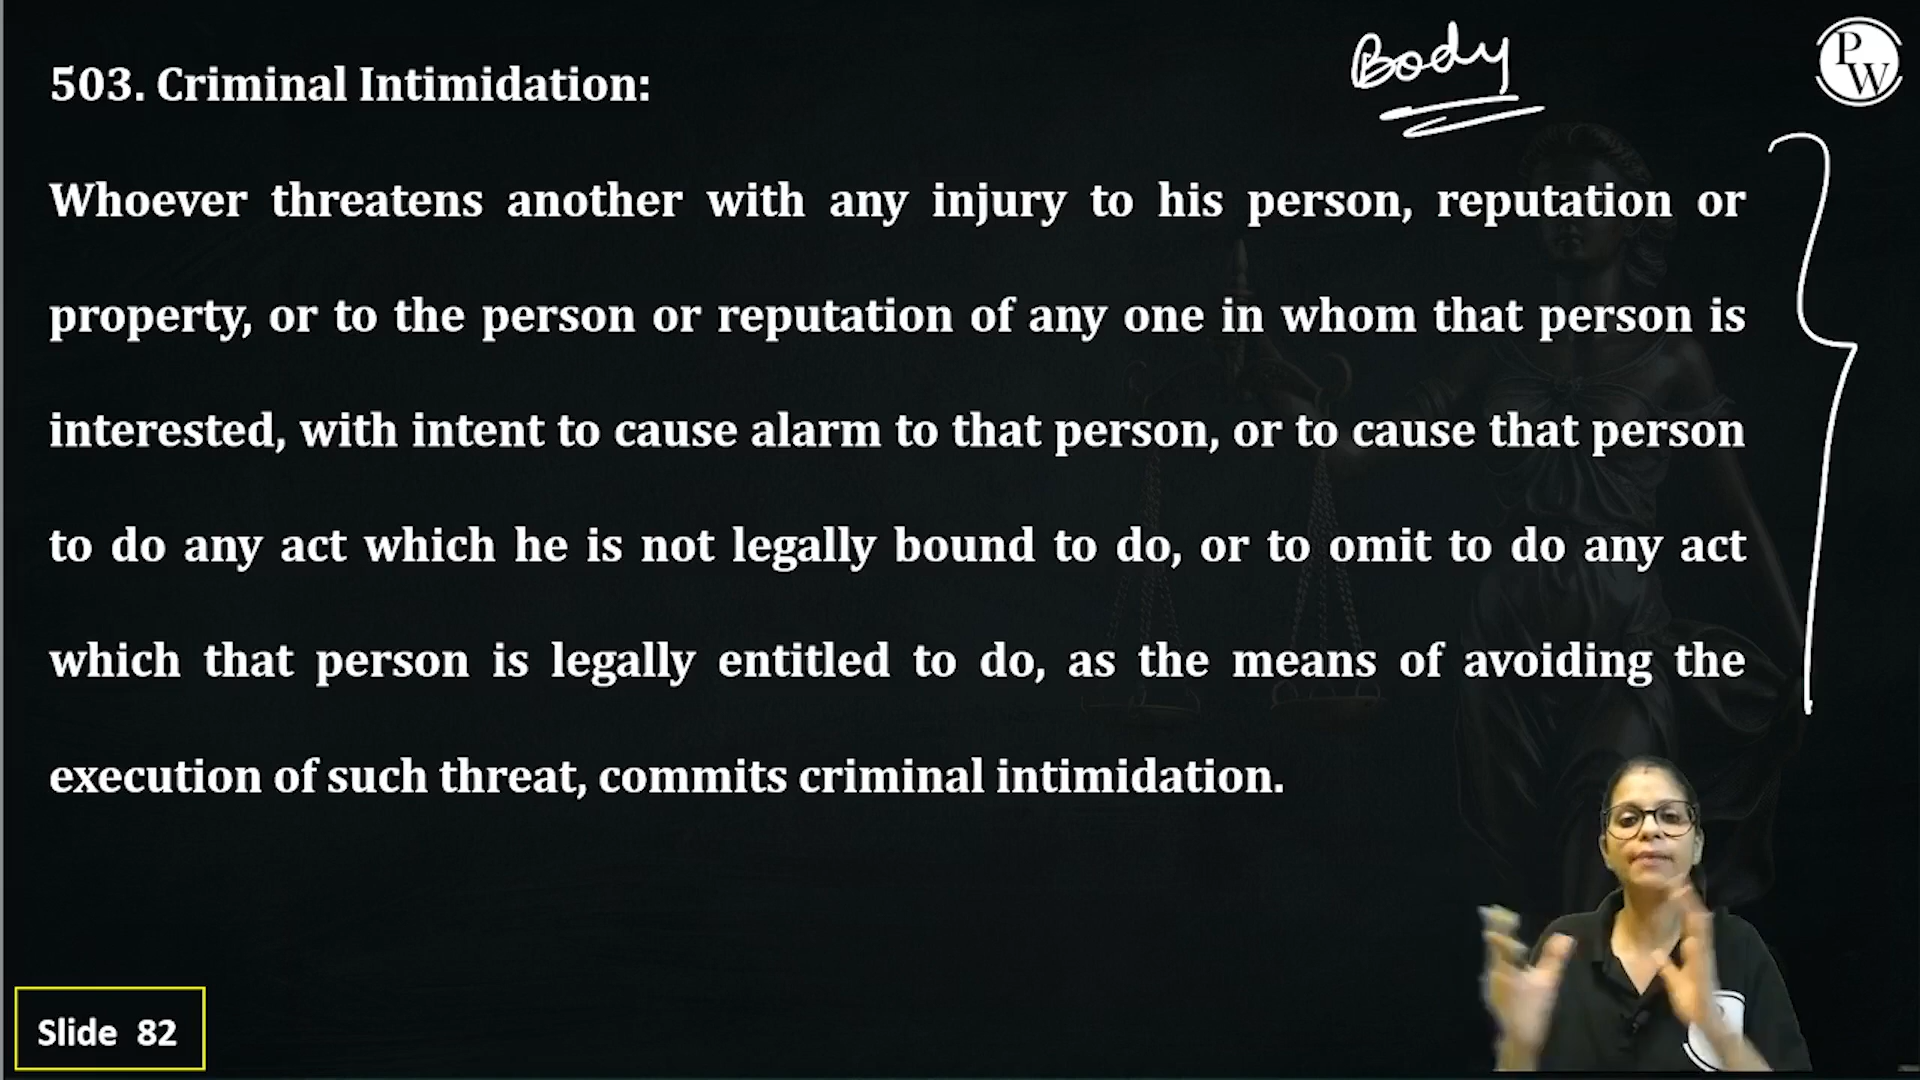 Body
PW
503. Criminal Intimidation:
Whoever threatens another with any injury to his person, reputation or
property, or to the person or reputation of any one in whom that person is
interested, with intent to cause alarm to that person, or to cause that person
to do any act which he is not legally bound to do, or to omit to do any act
which that person is legally entitled to do, as the means of avoiding the
execution of such threat, commits criminal intimidation.
Slide 82